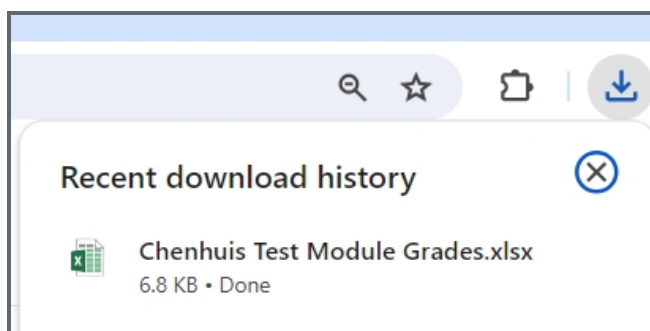 Recent download history
Chenhuis Test Module Grades.xlsx
6.8 KB • Done